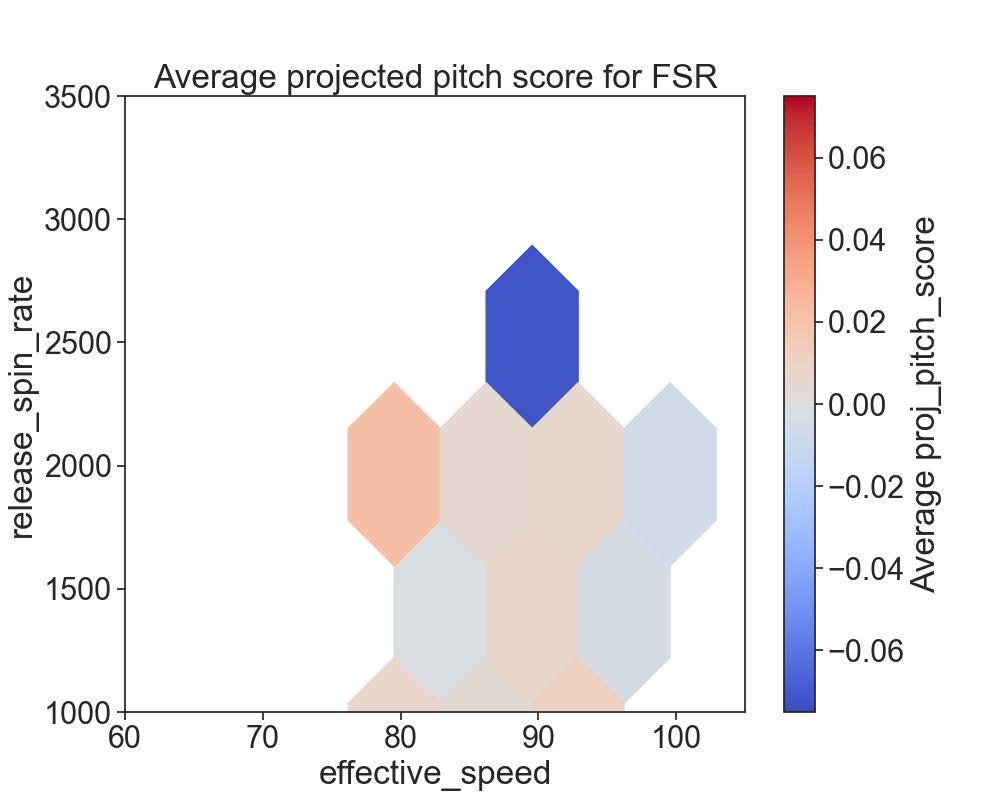 Average projected pitch score for FSR
3500
3000
2500
2000
1500
1000
release_spin_rate
60 70 80 90 100
effective_speed
0.06
0.04
0.02
0.00
−0.02
−0.04
−0.06
Average proj_pitch_score